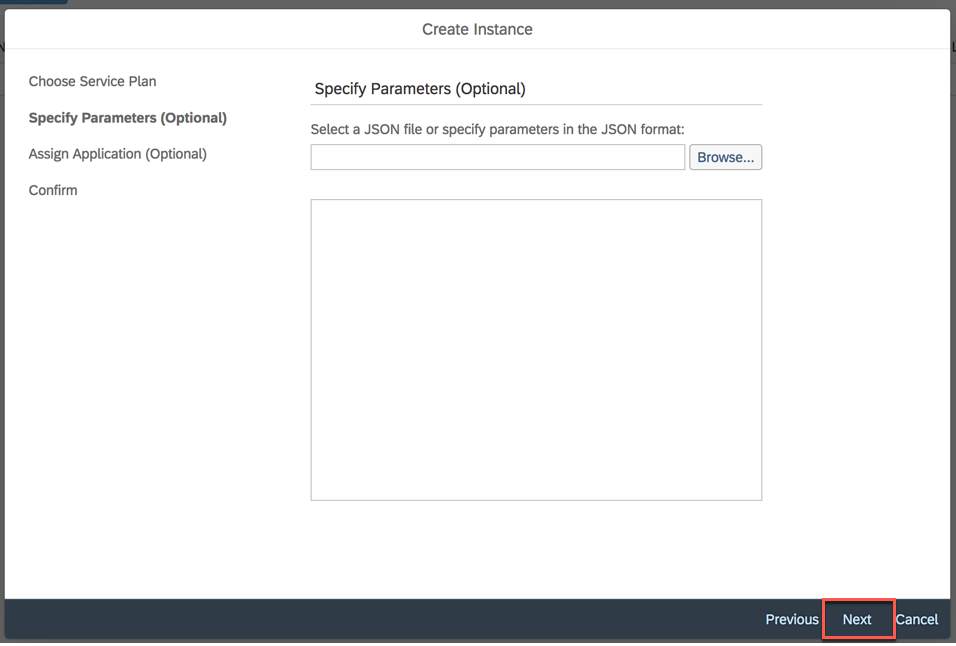 Create Instance
Choose Service Plan
Specify Parameters (Optional)
Assign Application (Optional)
Confirm
Specify Parameters (Optional)
Select a JSON file or specify parameters in the JSON format:
Browse...
Previous
Next
Cancel